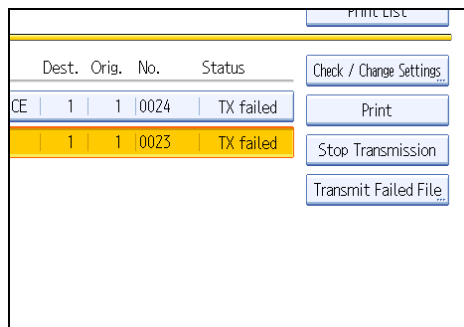 Print List
Dest. Orig. No. Status
Check / Change Settings
CE 1 1 0024 TX failed
Print
1 1 0023 TX failed
Stop Transmission
Transmit Failed File